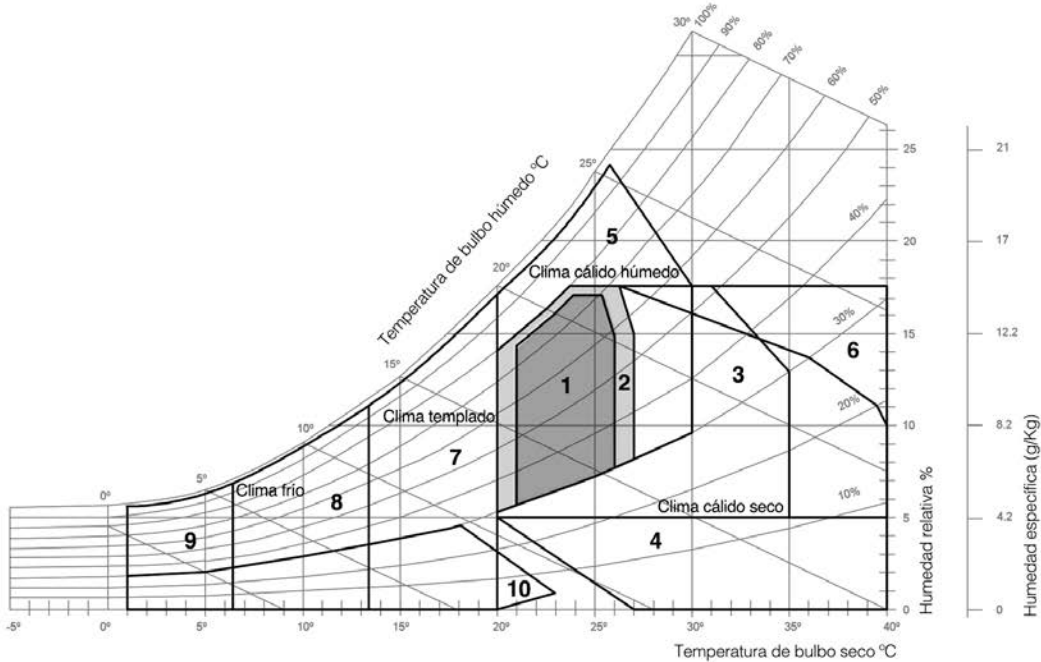 30º
100%
90%
80%
70%
60%
50%
40%
30%
20%
10%
25º
20º
15º
10º
5º
0º
Temperatura de bulbo húmedo ºC
5
Clima cálido húmedo
1
2
3
6
Clima templado
7
Clima frío
8
9
Clima cálido seco
4
10
25
20
15
10
5
0
Humedad relativa %
21
17
12.2
8.2
4.2
0
Humedad específica (g/Kg)
-5º
0º
5º
10º
15º
20º
25º
30º
35º
40º
Temperatura de bulbo seco ºC